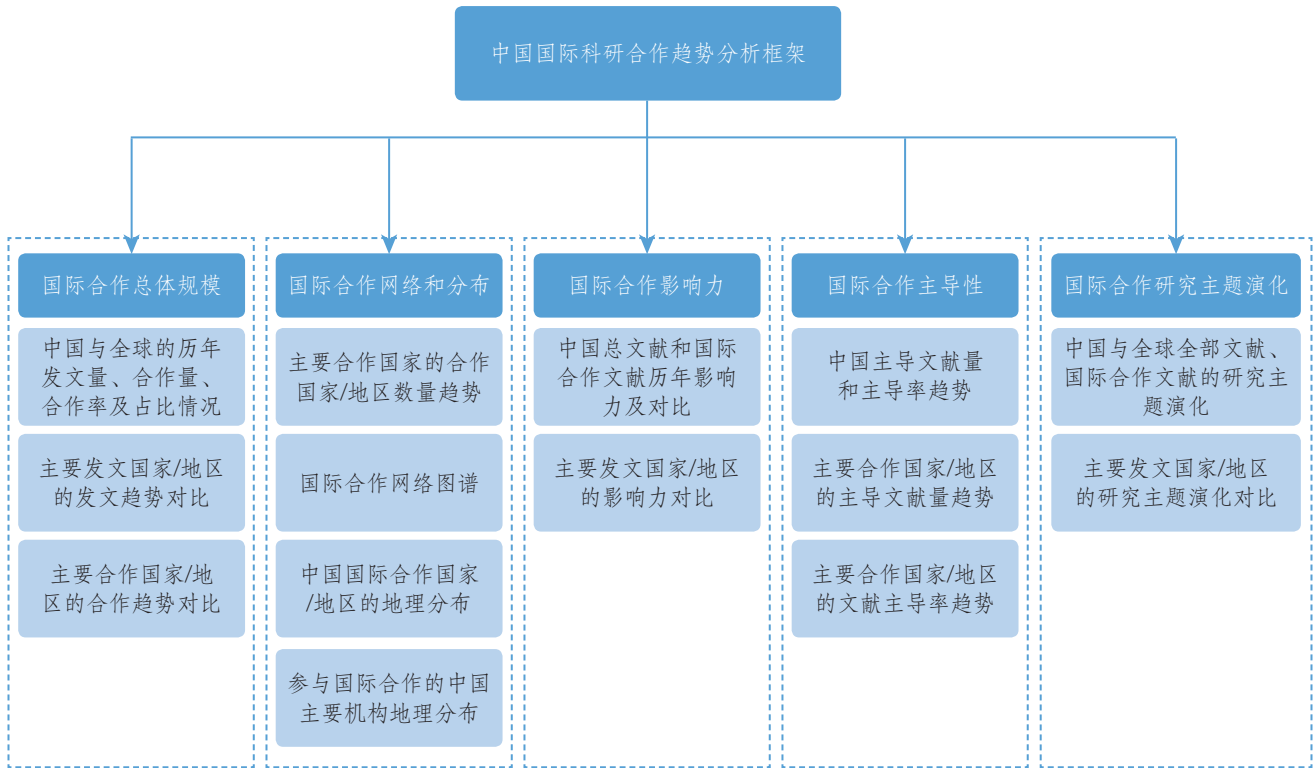 中国国际科研合作趋势分析框架
国际合作总体规模
中国与全球的历年
发文量、合作量、
合作率及占比情况
主要发文国家/地区
的发文趋势对比
主要合作国家/地
区的合作趋势对比
国际合作网络和分布
主要合作国家的合作
国家/地区数量趋势
国际合作网络图谱
中国国际合作国家
/地区的地理分布
参与国际合作的中国
主要机构地理分布
国际合作影响力
中国总文献和国际
合作文献历年影响
力及对比
主要发文国家/地区
的影响力对比
国际合作主导性
中国主导文献量
和主导率趋势
主要合作国家/地区
的主导文献量趋势
主要合作国家/地区
的文献主导率趋势
国际合作研究主题演化
中国与全球全部文献、
国际合作文献的研究主
题演化
主要发文国家/地区
的研究主题演化对比